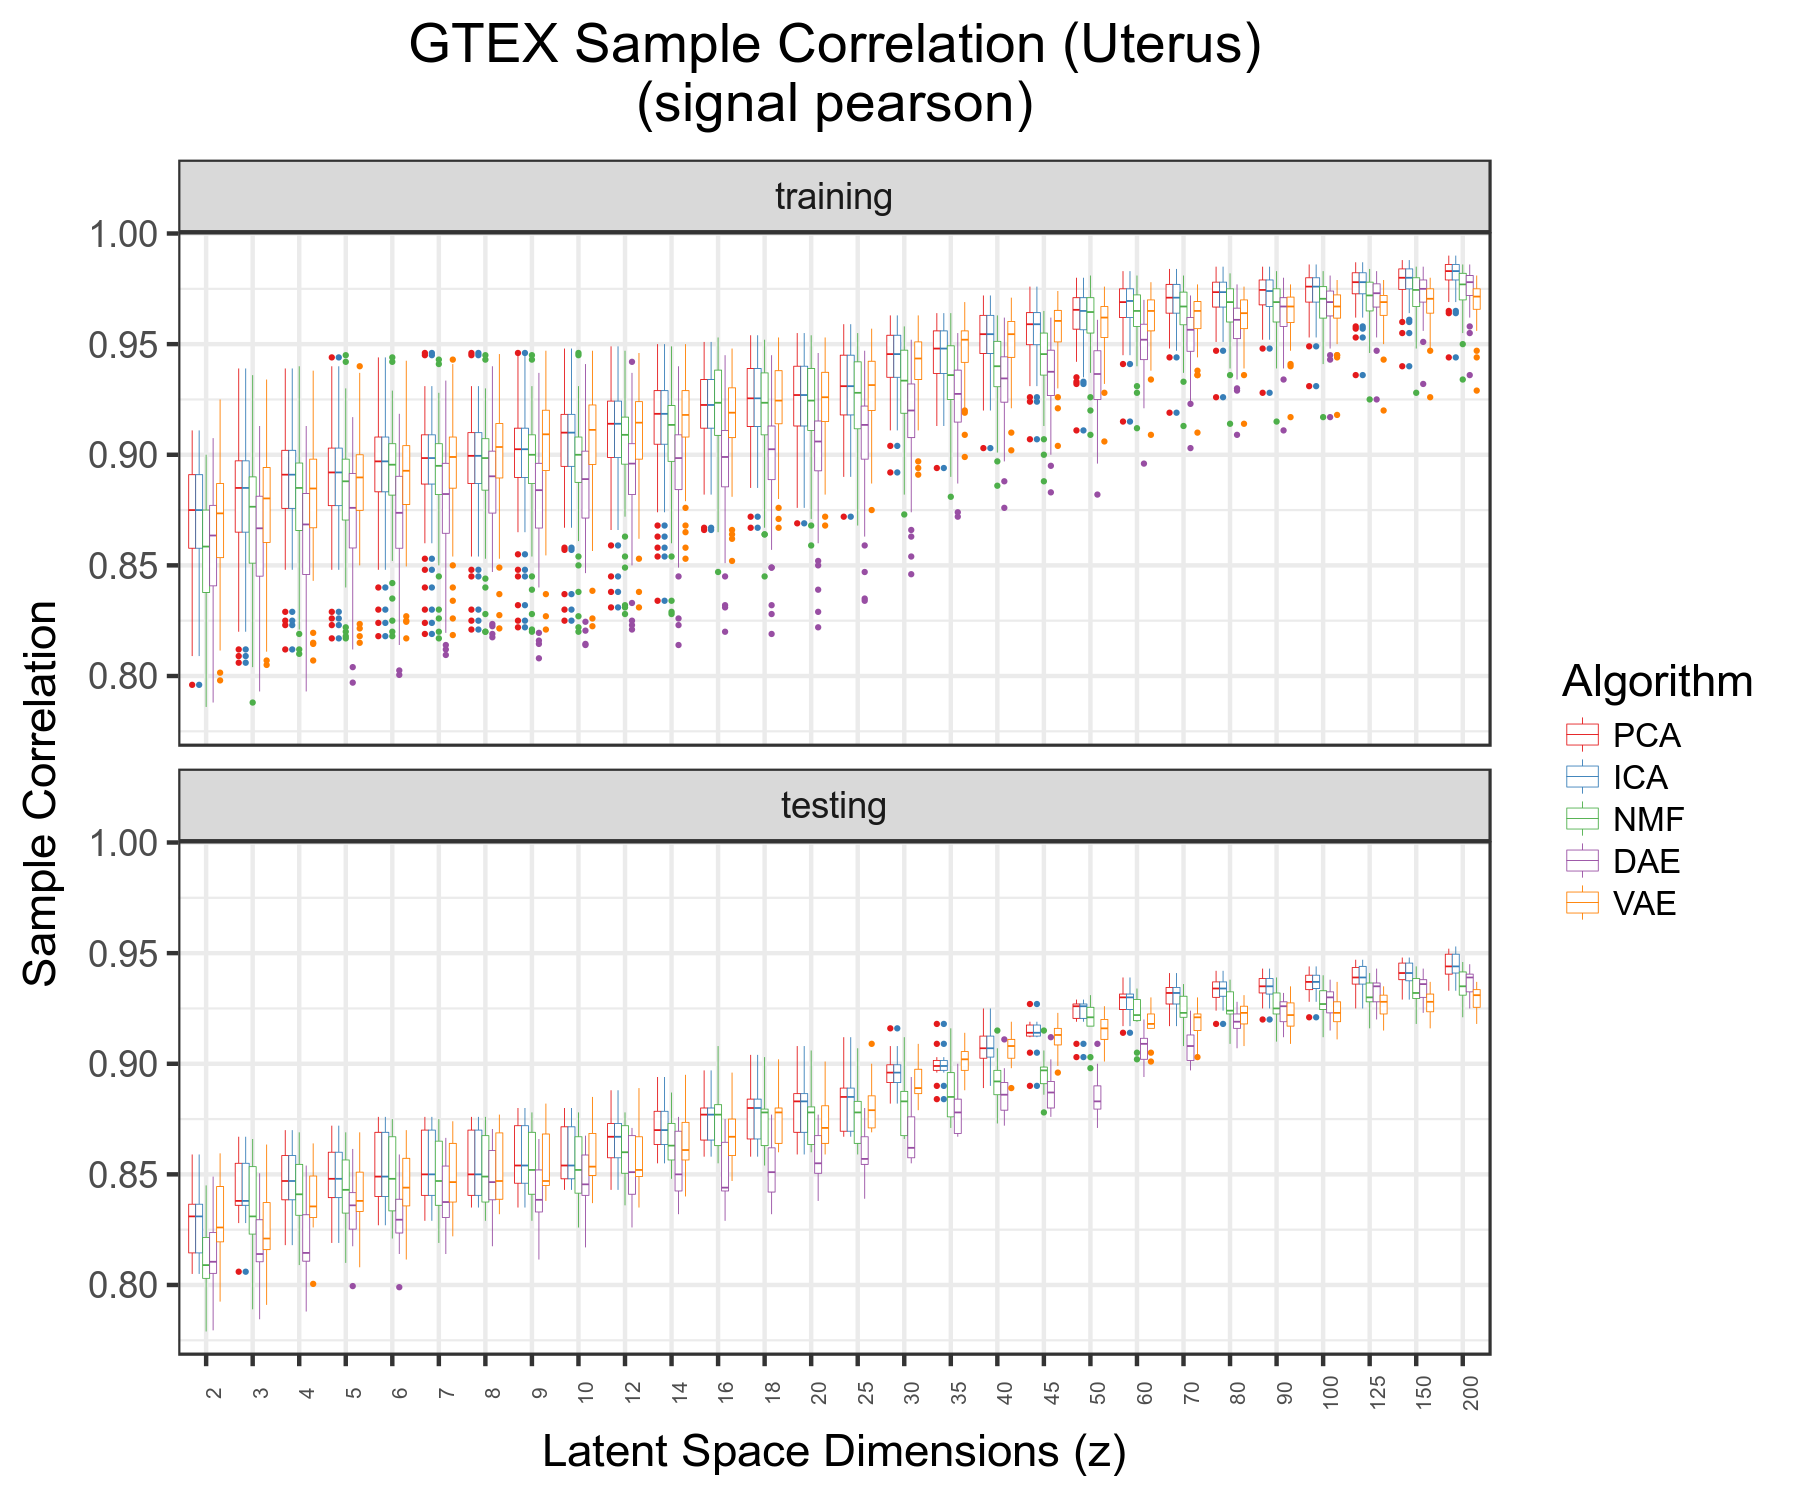 GTEX Sample Correlation (Uterus)
(signal pearson)
training
1.00
0.95
0.90
0.85
0.80
testing
1.00
0.95
0.90
0.85
0.80
Sample Correlation
2 3 4 5 6 7 8 9 10 12 14 16 18 20 25 30 35 40 45 50 60 70 80 90 100 125 150 200
Latent Space Dimensions (z)
Algorithm
PCA
ICA
NMF
DAE
VAE